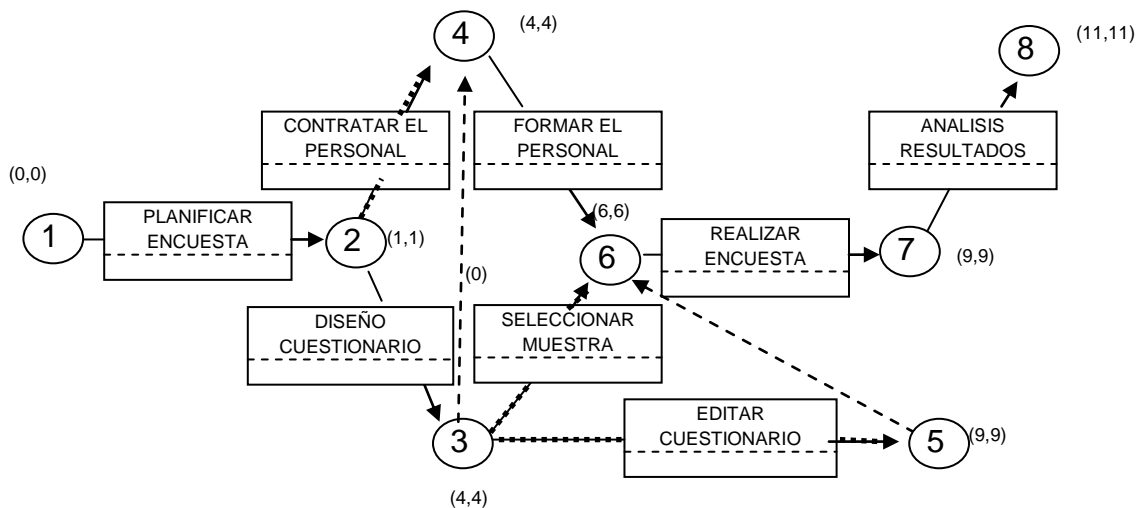 4
(4,4)
8
(11,11)
CONTRATAR EL
PERSONAL
FORMAR EL
PERSONAL
ANALISIS
RESULTADOS
(0,0)
1
PLANIFICAR
ENCUESTA
2
(1,1)
(6,6)
6
REALIZAR
ENCUESTA
7
(9,9)
(0)
DISEÑO
CUESTIONARIO
SELECCIONAR
MUESTRA
3
(4,4)
EDITAR
CUESTIONARIO
5
(9,9)